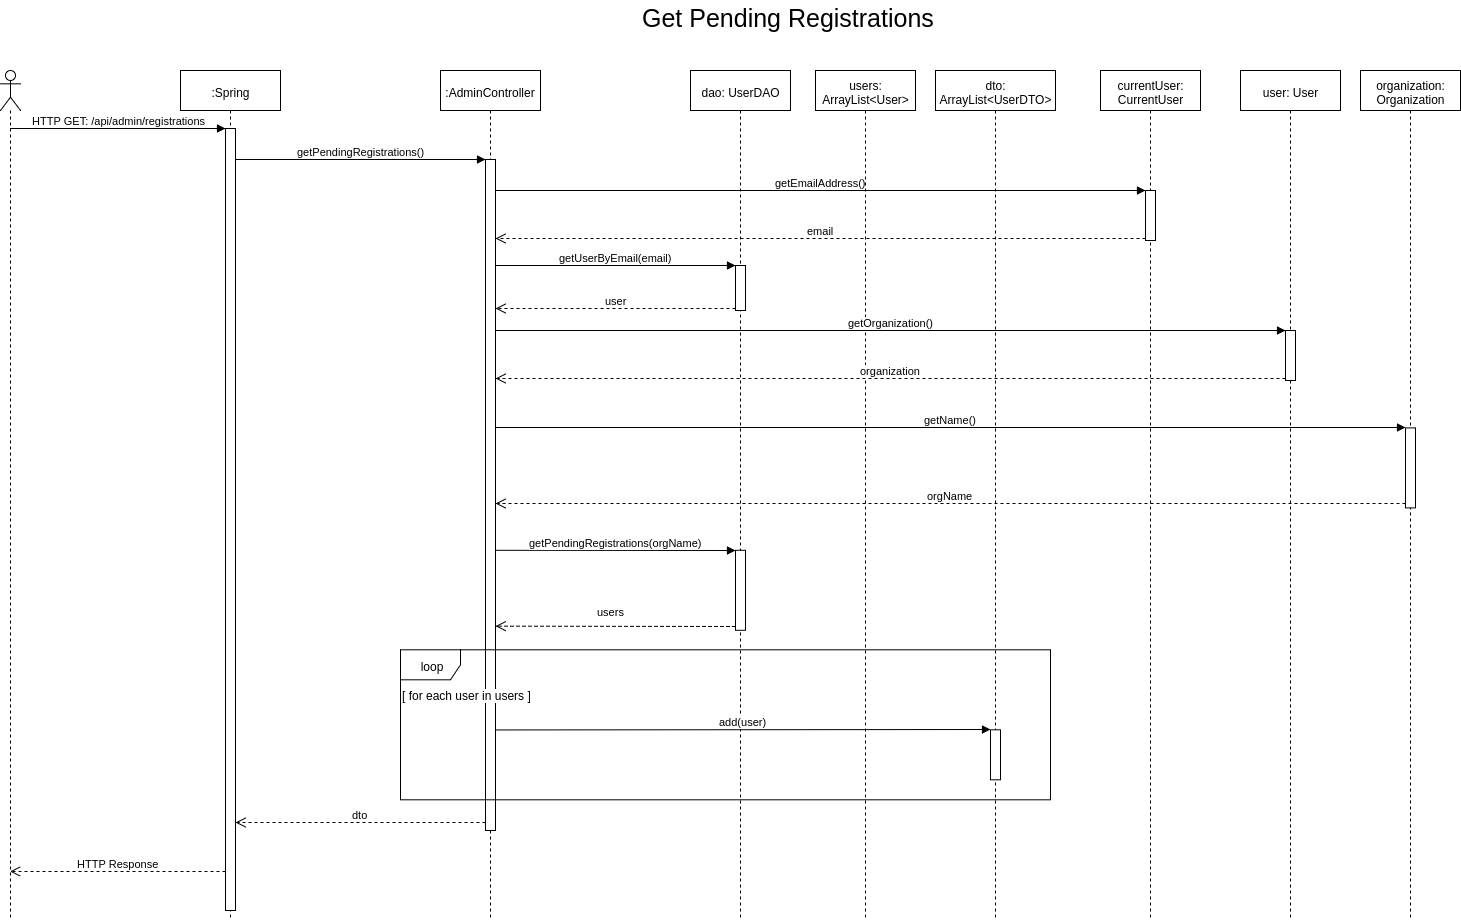 Get Pending Registrations
:Spring
:AdminController
dao: UserDAO
users:
ArrayList<User>
dto:
ArrayList<UserDTO>
currentUser:
CurrentUser
user: User
organization:
Organization
HTTP GET: /api/admin/registrations
getPendingRegistrations()
getEmailAddress()
email
getUserByEmail(email)
user
getOrganization()
organization
getName()
orgName
getPendingRegistrations(orgName)
users
loop
[ for each user in users ]
add(user)
dto
HTTP Response